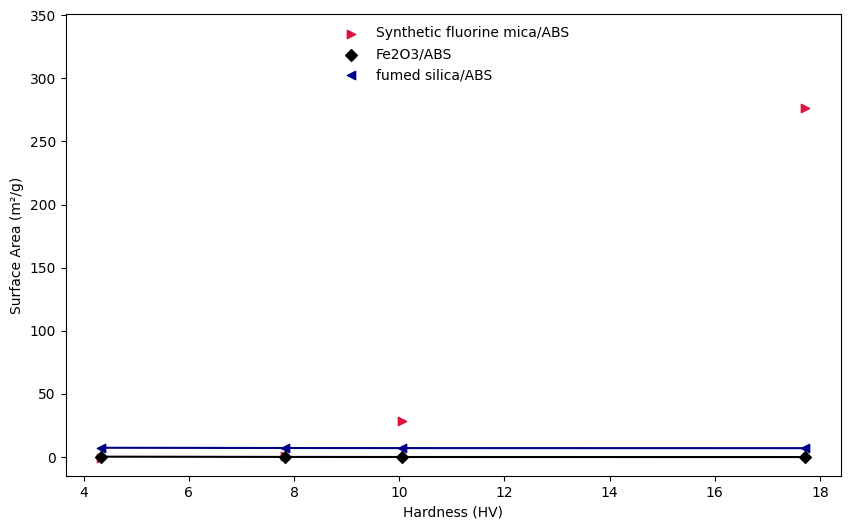 Synthetic fluorine mica/ABS
Fe2O3/ABS
fumed silica/ABS
350
300
250
200
150
100
50
0
Surface Area (m²/g)
4 6 8 10 12 14 16 18
Hardness (HV)